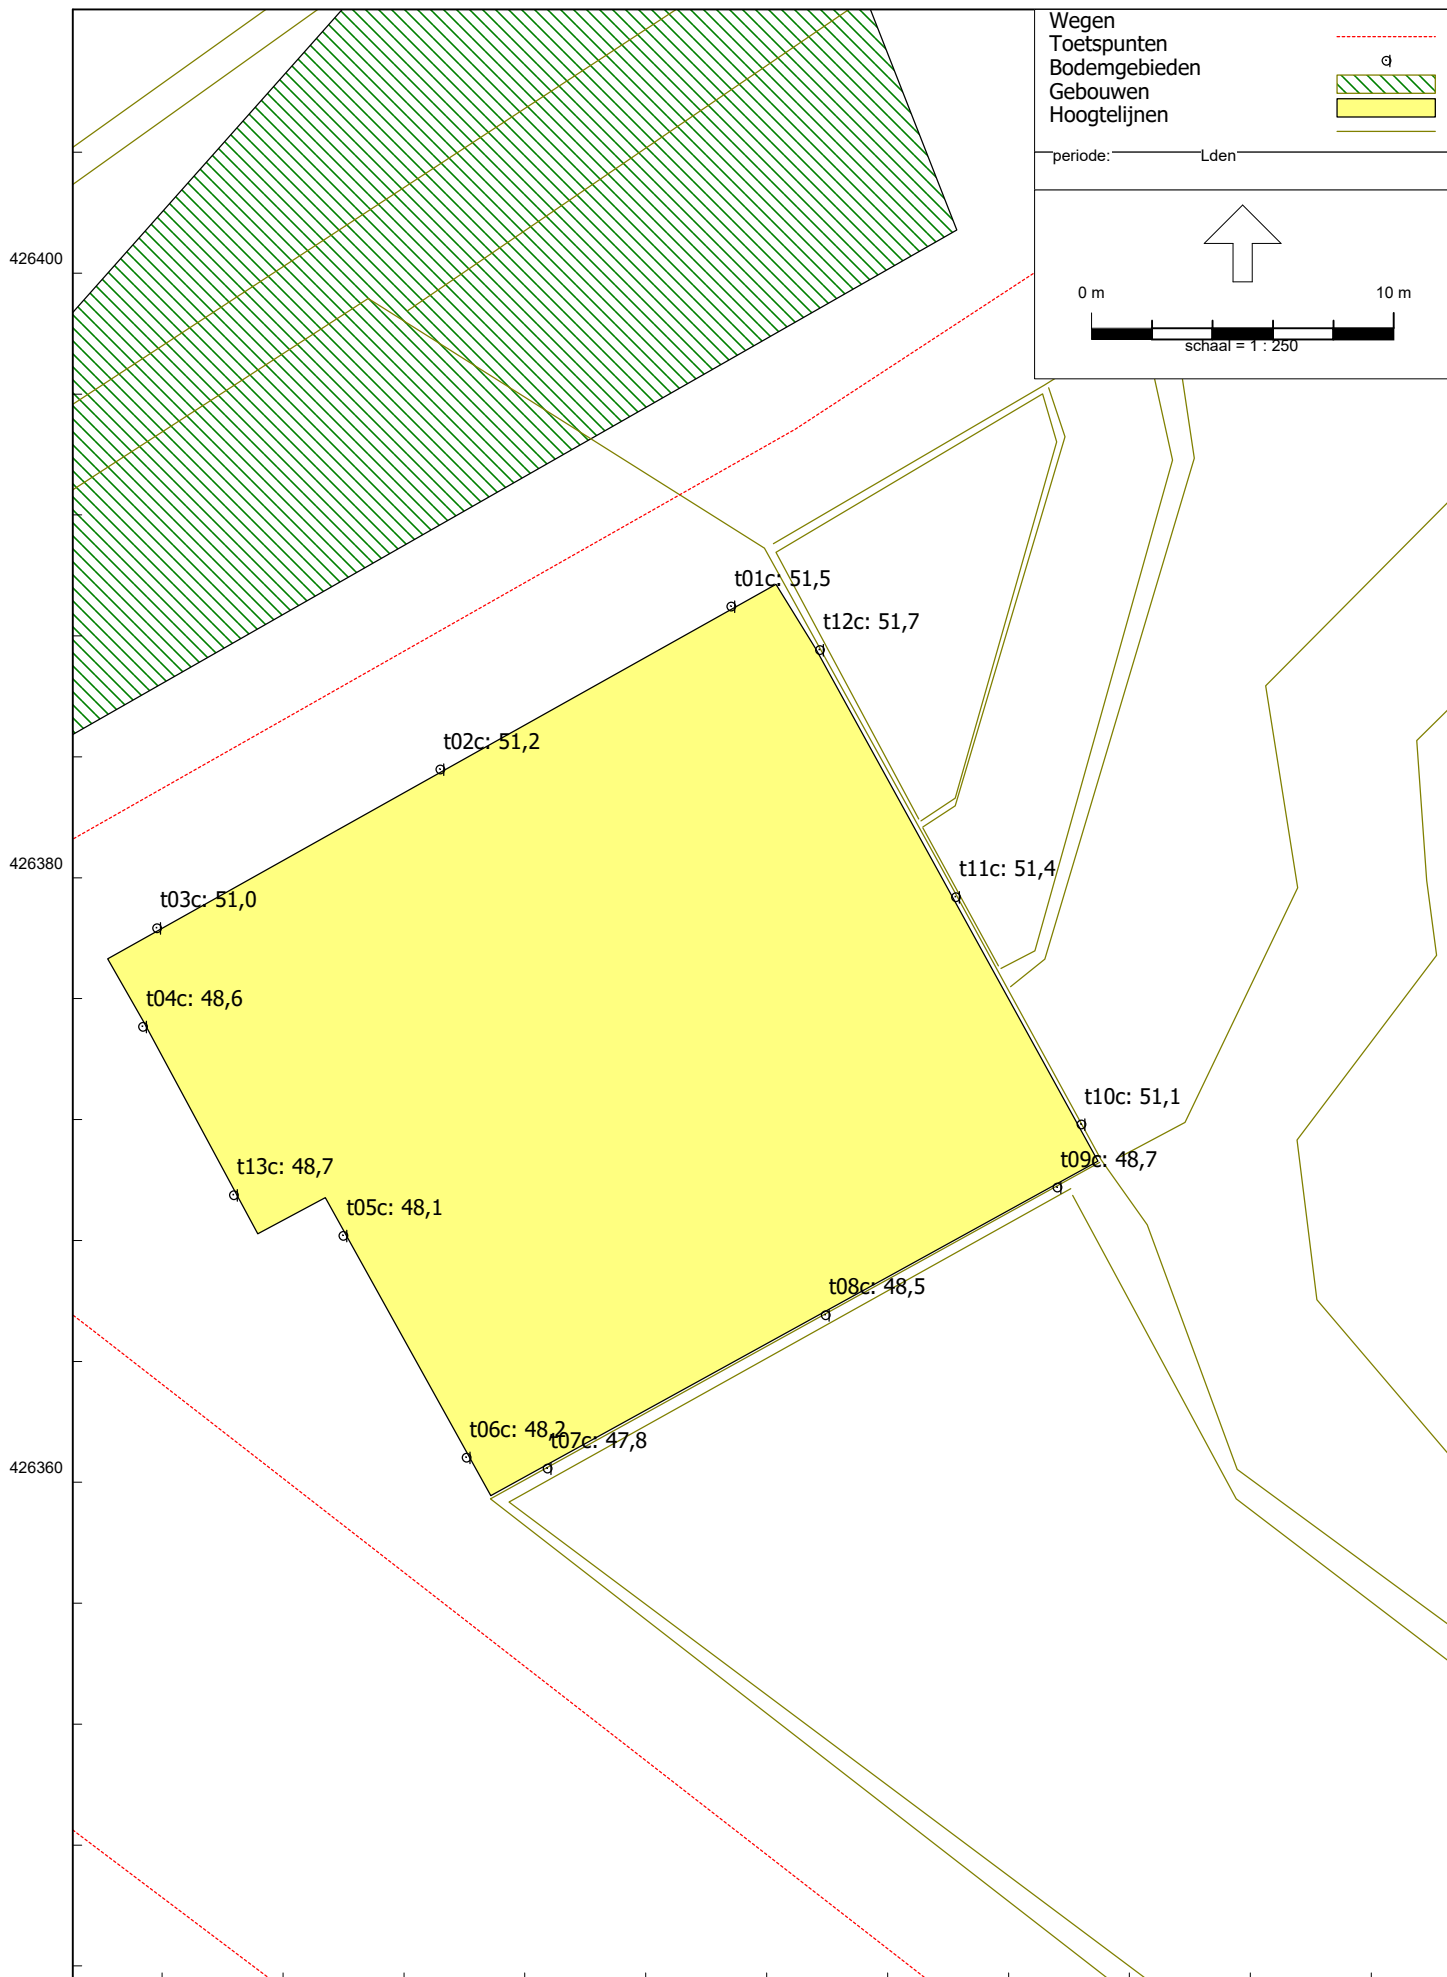 Wegen
Toetspunten
Bodemgebieden
Gebouwen
Hoogtelijnen
periode: Lden
0 m 10 m
schaal = 1 : 250
426400
t01c: 51,5
t12c: 51,7
t02c: 51,2
426380
t11c: 51,4
t03c: 51,0
t04c: 48,6
t10c: 51,1
t09c: 48,7
t13c: 48,7
t05c: 48,1
t08c: 48,5
t06c: 48,2
t07c: 47,8
426360